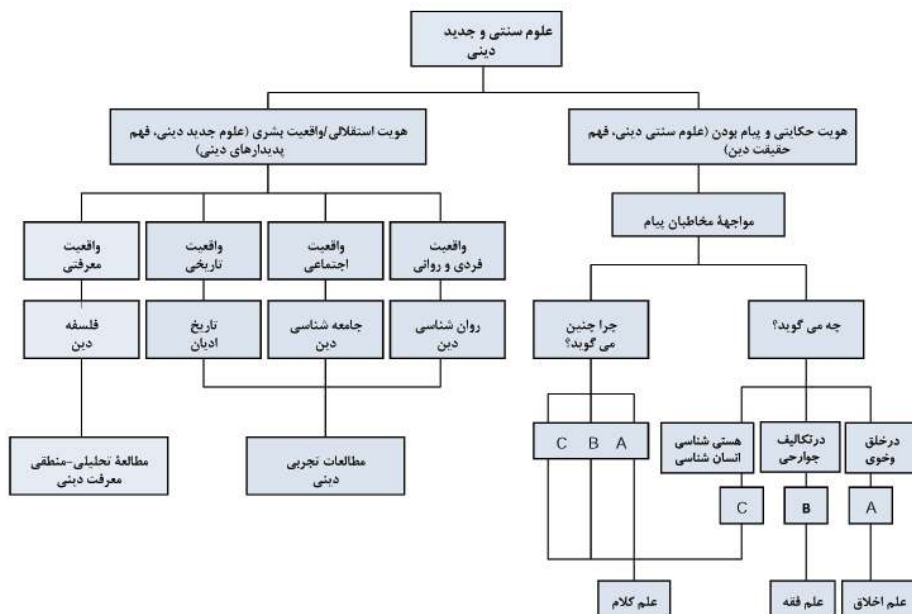 علوم سنتی و جدید
دینی
هویت حکایتی و پیام بودن (علوم سنتی دینی، فهم
حقیقت دین)
هویت استقلالی/واقعیت بشری (علوم جدید دینی، فهم
پدیدارهای دینی)
مواجههٔ مخاطبان پیام
واقعیت
فردی و روانی
واقعیت
اجتماعی
واقعیت
تاریخی
واقعیت
معرفتی
چه می گوید؟
چرا چنین
می گوید؟
روان شناسی
دین
جامعه شناسی
دین
تاریخ
ادیان
فلسفه
دین
درخلق
وخوی
درتکالیف
جوارحی
هستی شناسی
انسان شناسی
C B A
مطالعات تجربی
دینی
مطالعهٔ تحلیلی-منطقی
معرفت دینی
A
B
C
علم اخلاق
علم فقه
علم کلام